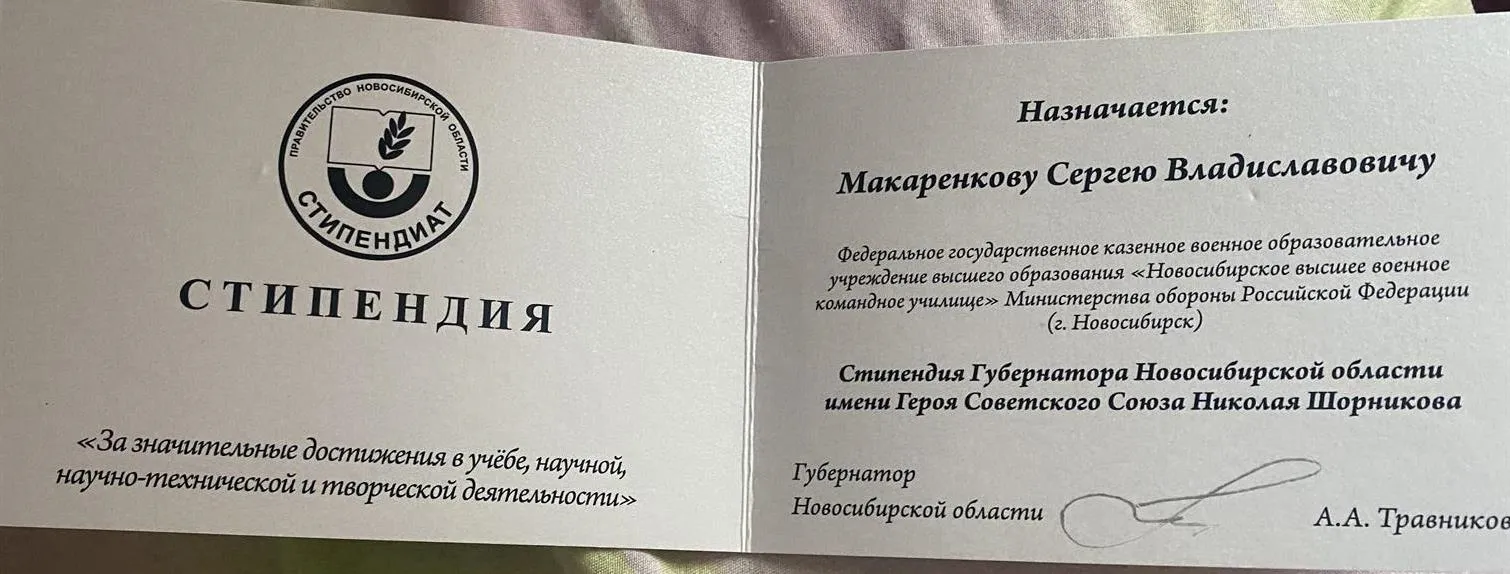 ПРАВИТЕЛЬСТВО НОВОСИБИРСКОЙ ОБЛАСТИ
СТИПЕНДИАТ
СТИПЕНДИЯ
«За значительные достижения в учёбе, научной,
научно-технической и творческой деятельности»
Назначается:
Макаренкову Сергею Владиславовичу
Федеральное государственное казенное военное образовательное
учреждение высшего образования «Новосибирское высшее военное
командное училище» Министерства обороны Российской Федерации
(г. Новосибирск)
Стипендия Губернатора Новосибирской области
имени Героя Советского Союза Николая Шорникова
Губернатор
Новосибирской области
А.А. Травников